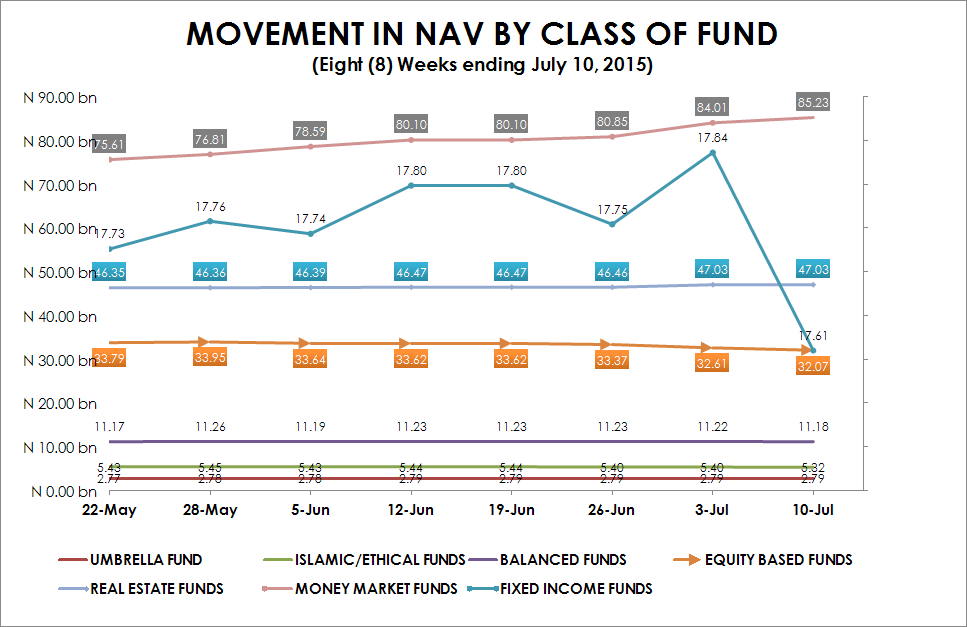 MOVEMENT IN NAV BY CLASS OF FUND
(Eight (8) Weeks ending July 10, 2015)
N 90.00 bn
N 80.00 bn
N 70.00 bn
N 60.00 bn
N 50.00 bn
N 40.00 bn
N 30.00 bn
N 20.00 bn
N 10.00 bn
N 0.00 bn
75.61 76.81 78.59 80.10 80.10 80.85 84.01 85.23
17.73 17.76 17.74 17.80 17.80 17.75 17.84 17.61
46.35 46.36 46.39 46.47 46.47 46.46 47.03 47.03
33.79 33.95 33.64 33.62 33.62 33.37 32.61 32.07
11.17 11.26 11.19 11.23 11.23 11.23 11.22 11.18
5.43 5.45 5.43 5.44 5.44 5.40 5.40 5.32
2.77 2.78 2.78 2.79 2.79 2.79 2.79 2.79
22-May 28-May 5-Jun 12-Jun 19-Jun 26-Jun 3-Jul 10-Jul
UMBRELLA FUND ISLAMIC/ETHICAL FUNDS BALANCED FUNDS EQUITY BASED FUNDS
REAL ESTATE FUNDS MONEY MARKET FUNDS FIXED INCOME FUNDS